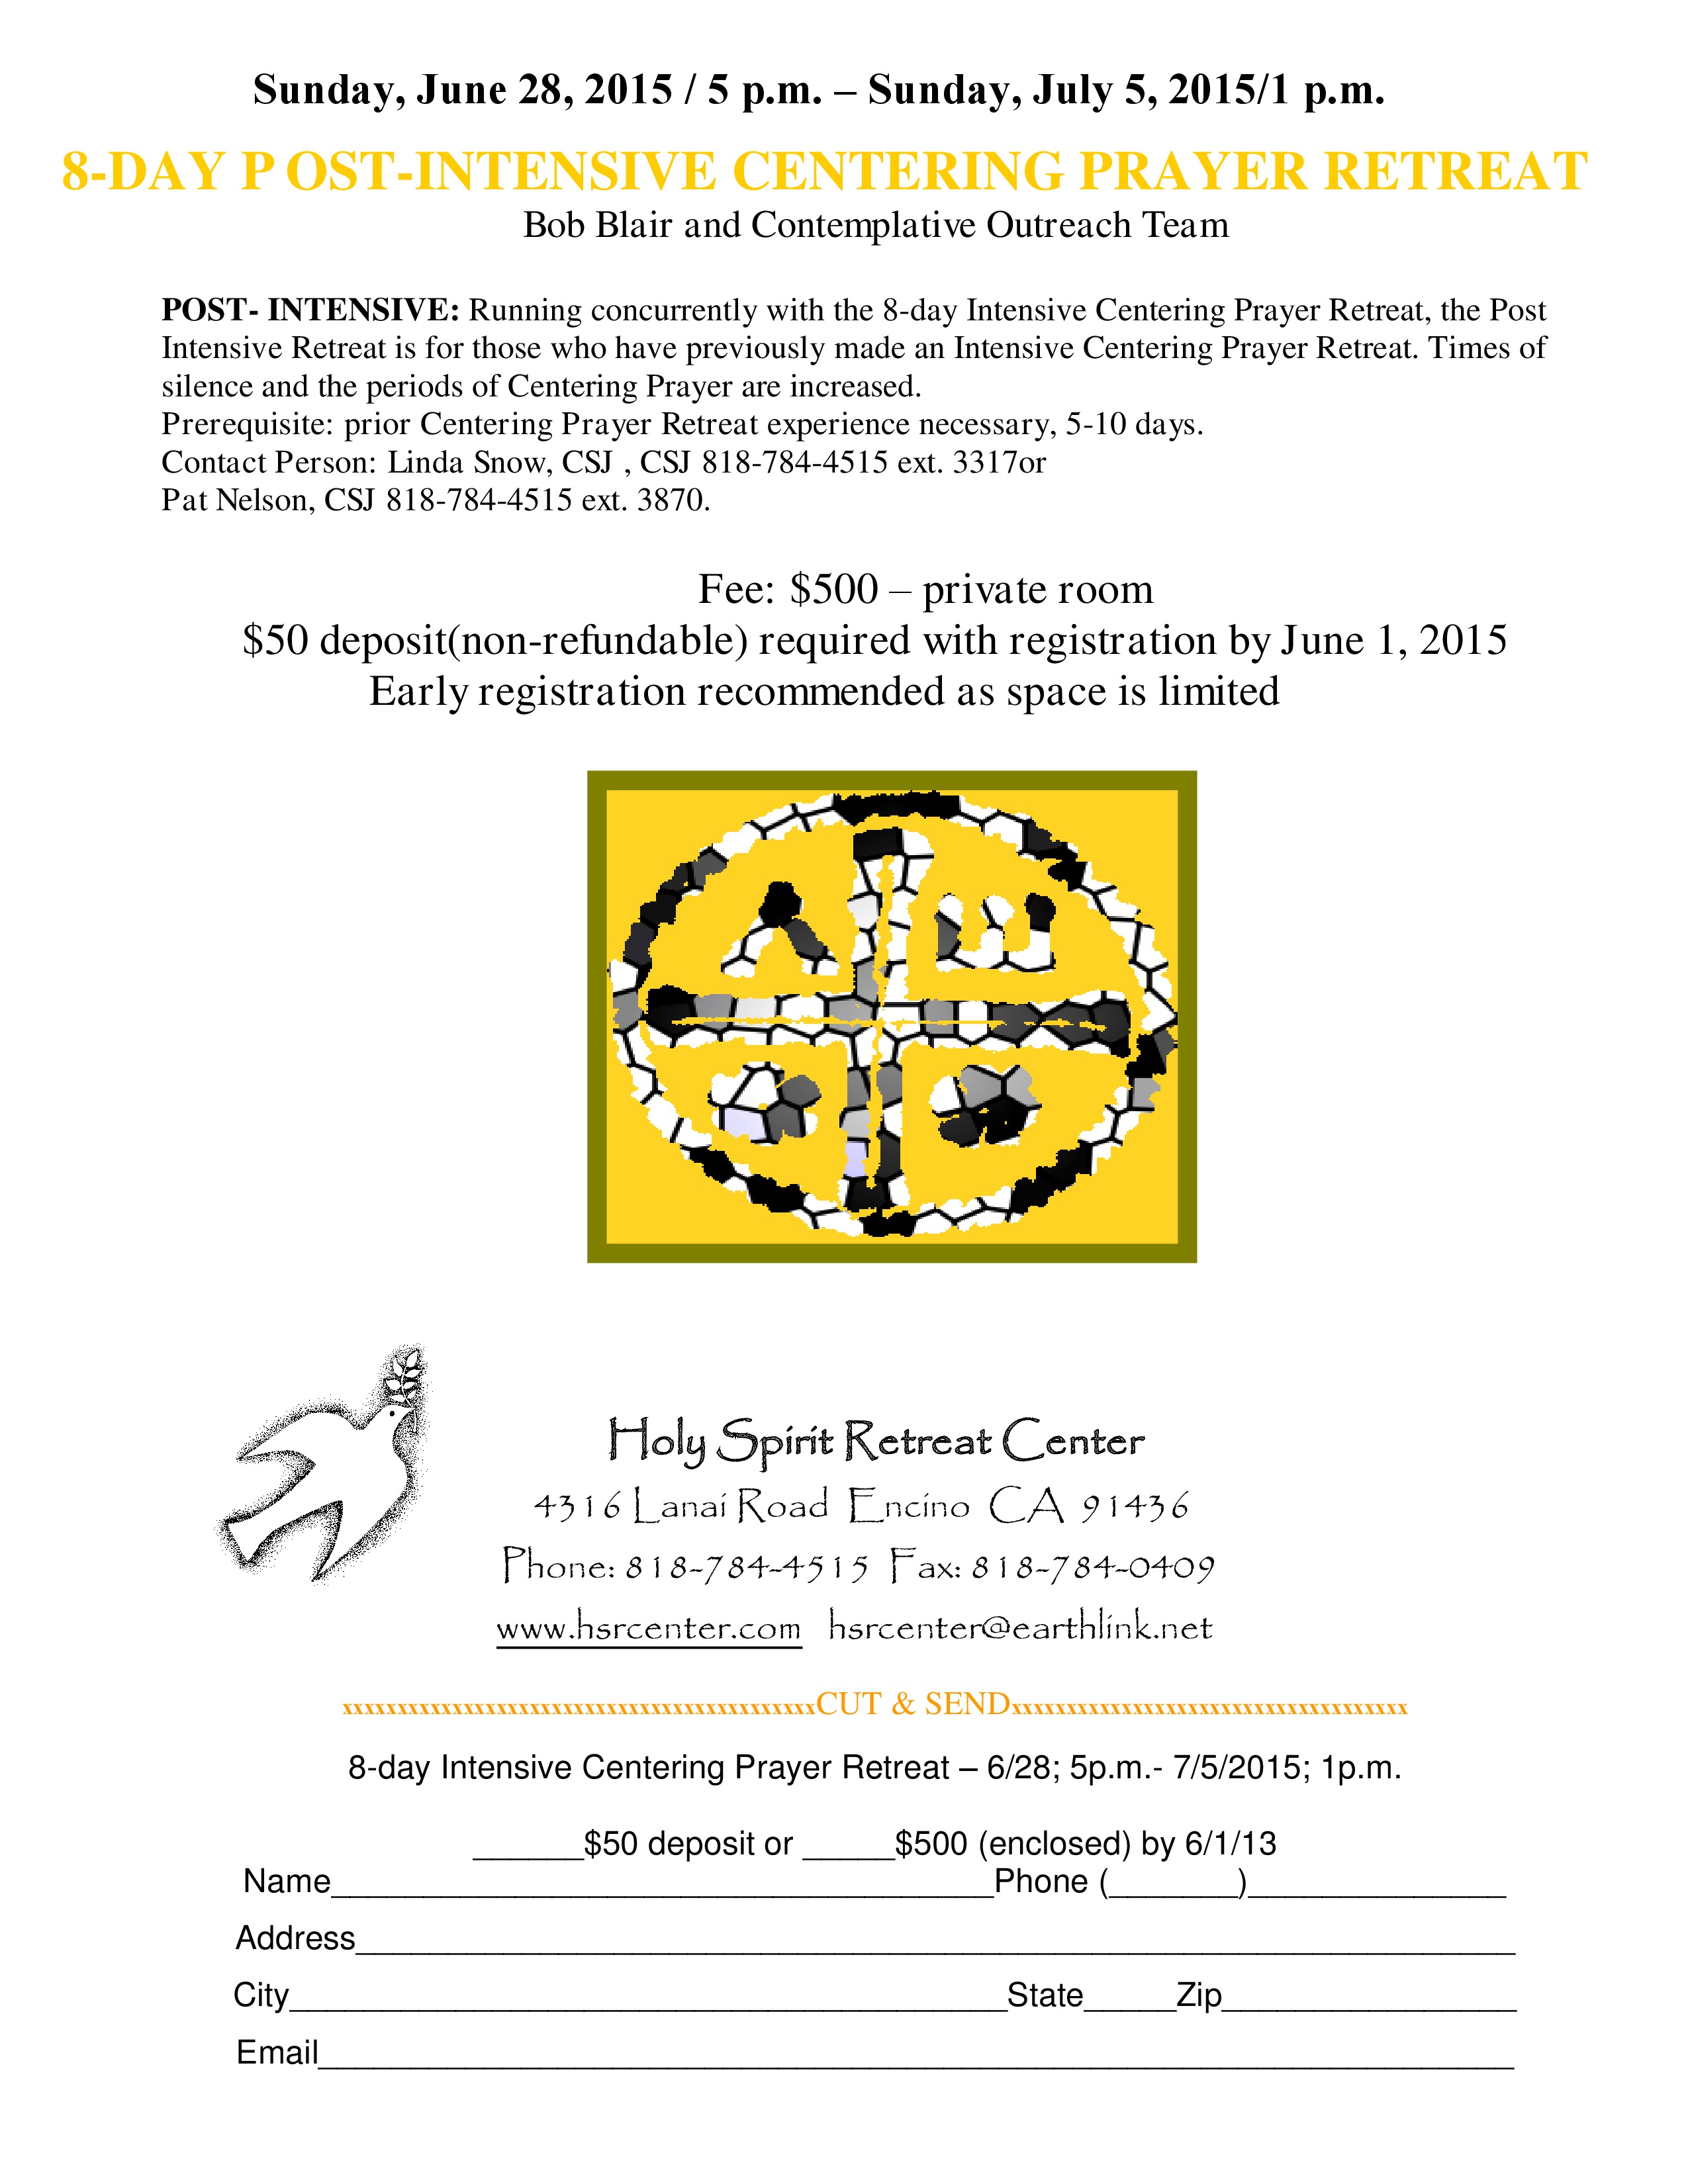 Sunday, June 28, 2015 / 5 p.m. – Sunday, July 5, 2015/1 p.m.
8-DAY P OST-INTENSIVE CENTERING PRAYER RETREAT
Bob Blair and Contemplative Outreach Team
POST- INTENSIVE: Running concurrently with the 8-day Intensive Centering Prayer Retreat, the Post
Intensive Retreat is for those who have previously made an Intensive Centering Prayer Retreat. Times of
silence and the periods of Centering Prayer are increased.
Prerequisite: prior Centering Prayer Retreat experience necessary, 5-10 days.
Contact Person: Linda Snow, CSJ , CSJ 818-784-4515 ext. 3317or
Pat Nelson, CSJ 818-784-4515 ext. 3870.
Fee: $500 – private room
$50 deposit(non-refundable) required with registration by June 1, 2015
Early registration recommended as space is limited
Holy Spirit Retreat Center
4316 Lanai Road Encino CA 91436
Phone: 818-784-4515 Fax: 818-784-0409
www.hsrcenter.com hsrcenter@earthlink.net
xxxxxxxxxxxxxxxxxxxxxxxxxxxxxxxxxxxxxxxxxxxCUT & SENDxxxxxxxxxxxxxxxxxxxxxxxxxxxxxxxxxxxx
8-day Intensive Centering Prayer Retreat – 6/28; 5p.m.- 7/5/2015; 1p.m.
______$50 deposit or _____$500 (enclosed) by 6/1/13
Name____________________________________Phone (_______)______________
Address_______________________________________________________________
City_______________________________________State_____Zip________________
Email_________________________________________________________________